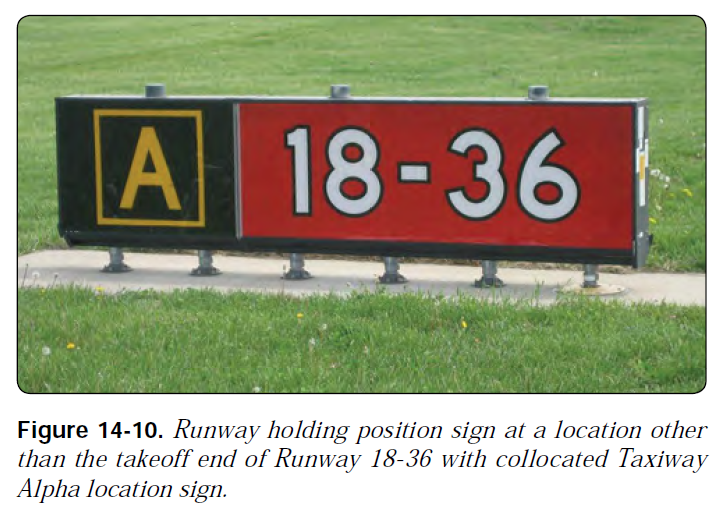 A 18-36
Figure 14-10. Runway holding position sign at a location other
than the takeoff end of Runway 18-36 with collocated Taxiway
Alpha location sign.